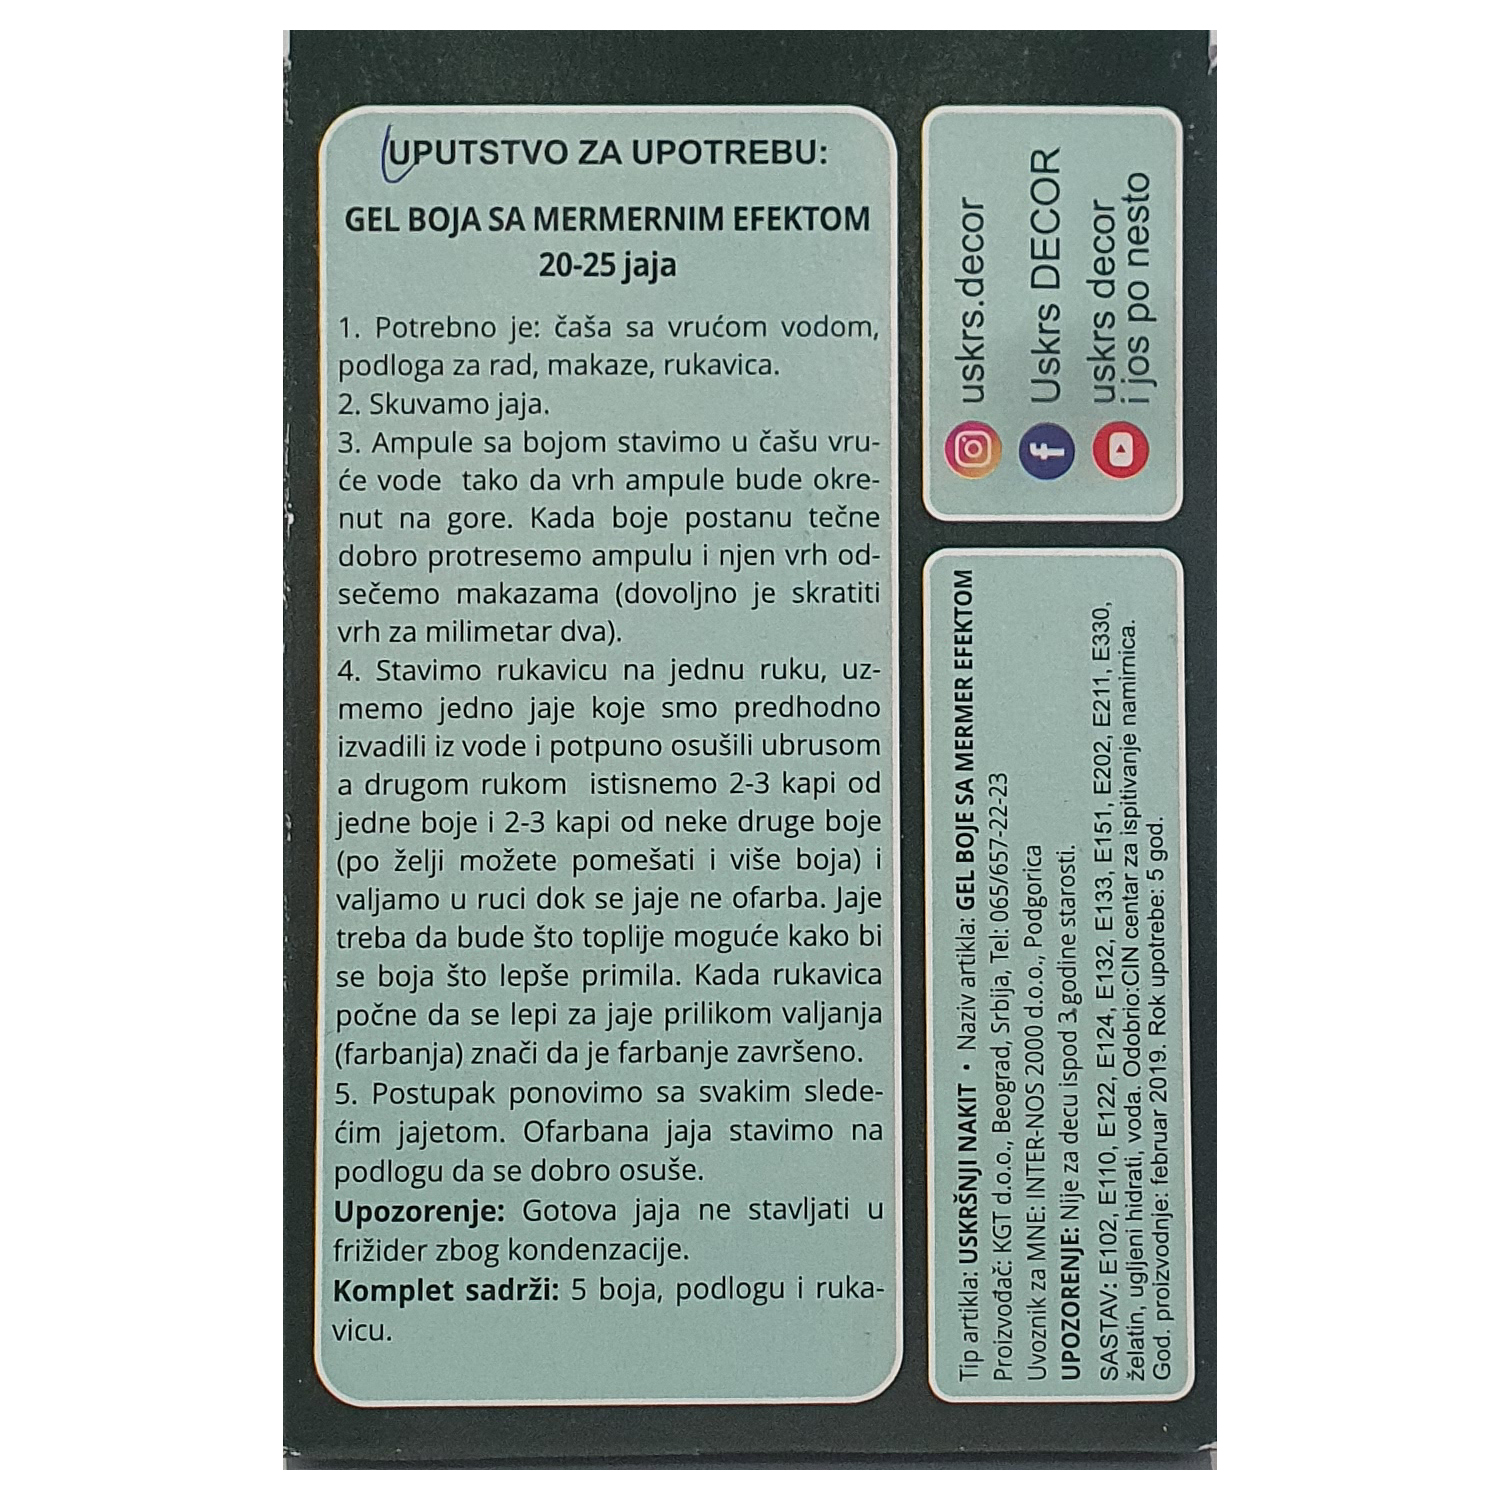 UPUTSTVO ZA UPOTREBU:
GEL BOJA SA MERMERNIM EFEKTOM
20-25 jaja
1. Potrebno je: čaša sa vrućom vodom,
podloga za rad, makaze, rukavica.
2. Skuvamo jaja.
3. Ampule sa bojom stavimo u čašu vru-
će vode tako da vrh ampule bude okre-
nut na gore. Kada boje postanu tečne
dobro protresemo ampulu i njen vrh od-
sečemo makazama (dovoljno je skratiti
vrh za milimetar dva).
4. Stavimo rukavicu na jednu ruku, uz-
memo jedno jaje koje smo predhodno
izvadili iz vode i potpuno osušili ubrusom
a drugom rukom istisnemo 2-3 kapi od
jedne boje i 2-3 kapi od neke druge boje
(po želji možete pomešati i više boja) i
valjamo u ruci dok se jaje ne ofarba. Jaje
treba da bude što toplije moguće kako bi
se boja što lepše primila. Kada rukavica
počne da se lepi za jaje prilikom valjanja
(farbanja) znači da je farbanje završeno.
5. Postupak ponovimo sa svakim slede-
ćim jajetom. Ofarbana jaja stavimo na
podlogu da se dobro osuše.
Upozorenje: Gotova jaja ne stavljati u
frižider zbog kondenzacije.
Komplet sadrži: 5 boja, podlogu i ruka-
vicu.
uskrs.decor
Uskrs DECOR
uskrs decor
i jos po nesto
Tip artikla: USKRŠNJI NAKIT • Naziv artikla: GEL BOJE SA MERMER EFEKTOM
Proizvođač: KGT d.o.o., Beograd, Srbija, Tel: 065/657-22-23
Uvoznik za MNE: INTER-NOS 2000 d.o.o., Podgorica
UPOZORENJE: Nije za decu ispod 3 godine starosti.
SASTAV: E102, E110, E122, E124, E132, E133, E151, E202, E211, E330,
želatin, ugljeni hidrati, voda. Odobrio:CIN centar za ispitivanje namirnica.
God. proizvodnje: februar 2019. Rok upotrebe: 5 god.